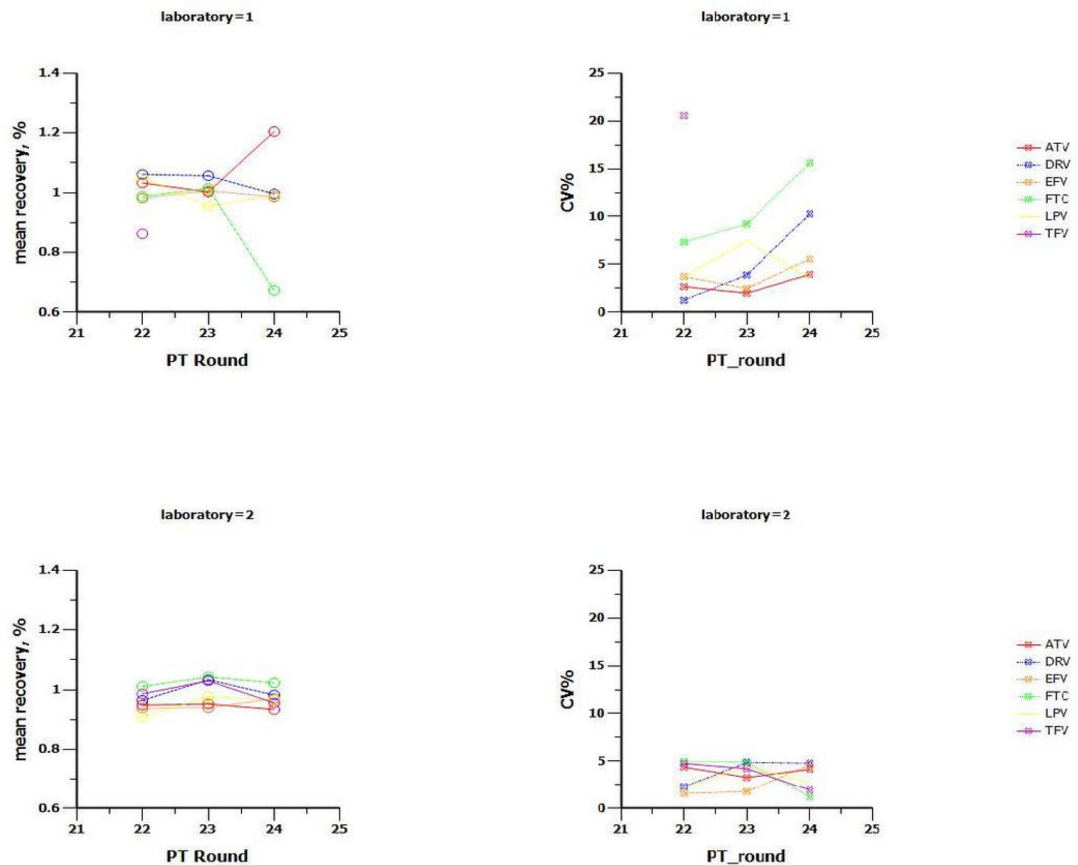 laboratory=1
mean recovery, %
1.4
1.2
1
0.8
0.6
21 22 23 24 25
PT Round
laboratory=1
CV%
25
20
15
10
5
0
21 22 23 24 25
PT_round
ATV
DRV
EFV
FTC
LPV
TFV
laboratory=2
mean recovery, %
1.4
1.2
1
0.8
0.6
21 22 23 24 25
PT Round
laboratory=2
CV%
25
20
15
10
5
0
21 22 23 24 25
PT_round
ATV
DRV
EFV
FTC
LPV
TFV